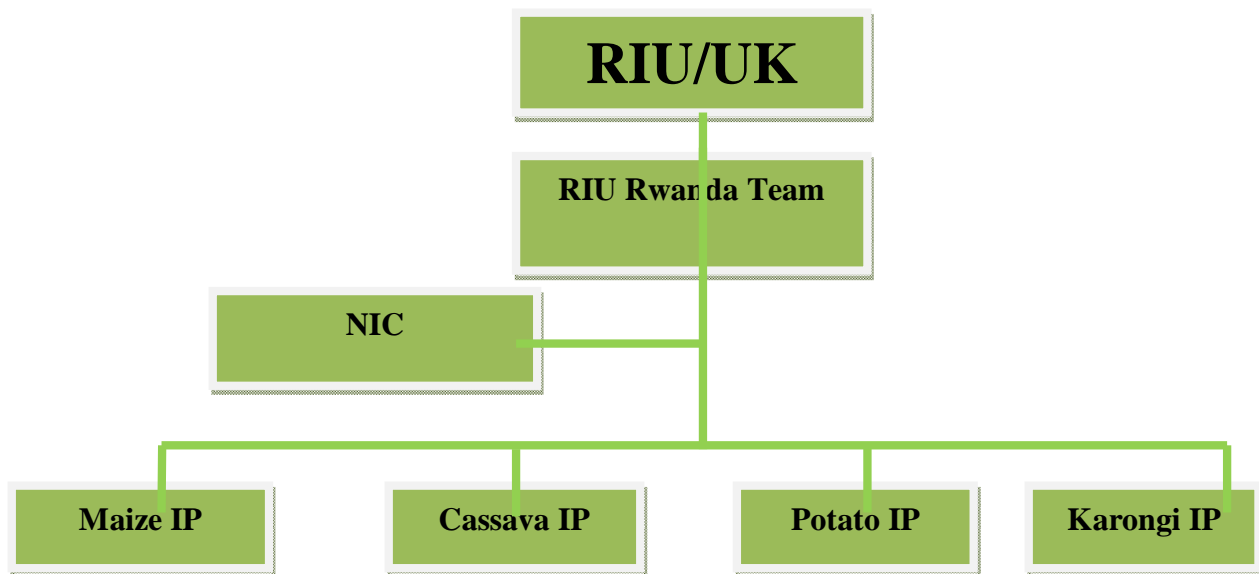 RIU/UK
RIU Rwanda Team
NIC
Maize IP
Cassava IP
Potato IP
Karongi IP